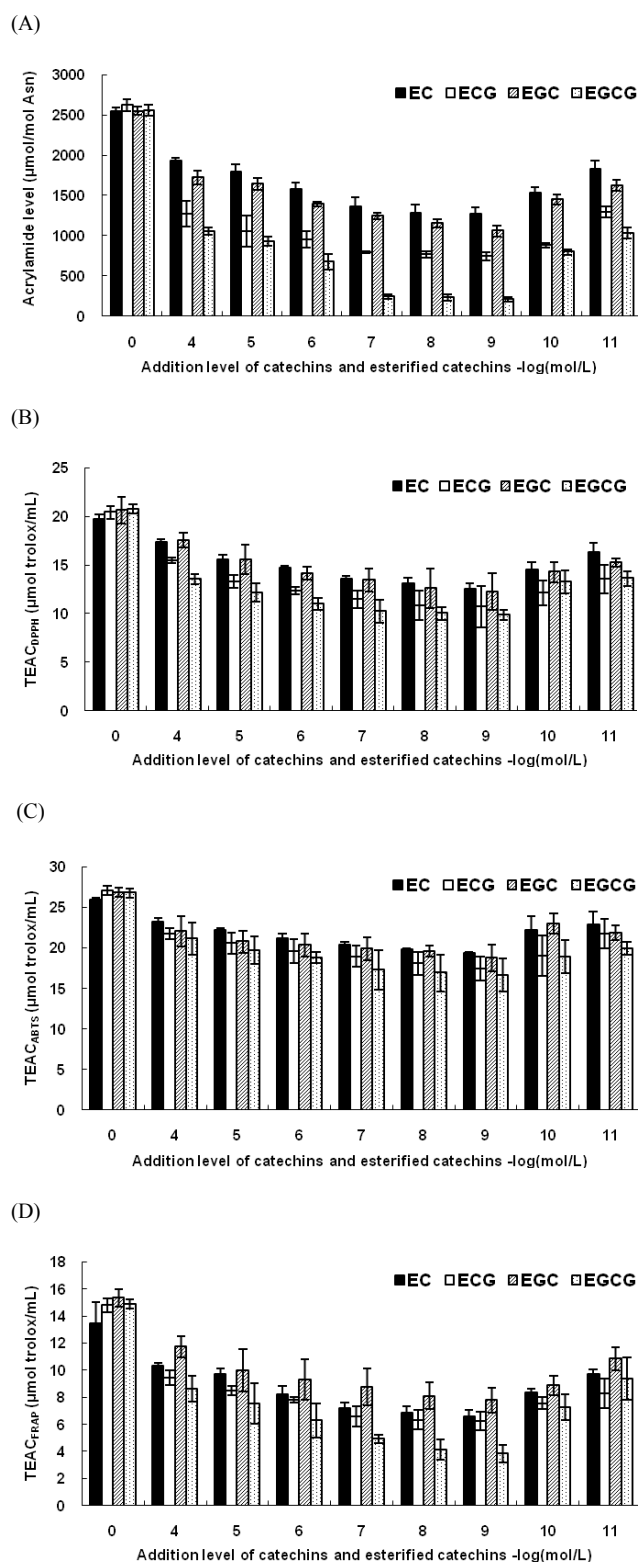 (A)
EC ECG EGC EGCG
Acrylamide level (μmol/mol Asn)
3000
2500
2000
1500
1000
500
0
0 4 5 6 7 8 9 10 11
Addition level of catechins and esterified catechins -log(mol/L)
(B)
EC ECG EGC EGCG
TEAC_DPPH (μmol trolox/mL)
25
20
15
10
5
0
0 4 5 6 7 8 9 10 11
Addition level of catechins and esterified catechins -log(mol/L)
(C)
EC ECG EGC EGCG
TEAC_ABTS (μmol trolox/mL)
30
25
20
15
10
5
0
0 4 5 6 7 8 9 10 11
Addition level of catechins and esterified catechins -log(mol/L)
(D)
EC ECG EGC EGCG
TEAC_FRAP (μmol trolox/mL)
18
16
14
12
10
8
6
4
2
0
0 4 5 6 7 8 9 10 11
Addition level of catechins and esterified catechins -log(mol/L)